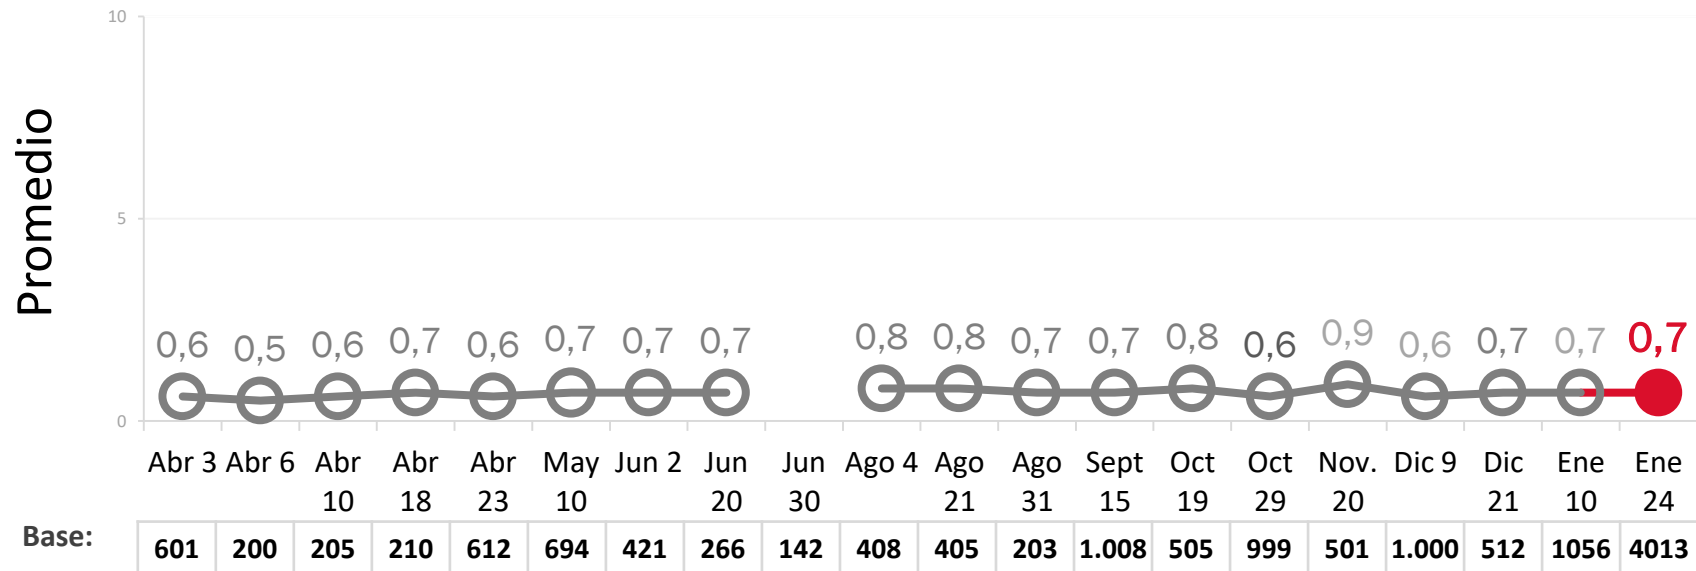 10
Promedio
5
0,6 0,5 0,6 0,7 0,6 0,7 0,7 0,7 0,8 0,8 0,7 0,7 0,8 0,6 0,9 0,6 0,7 0,7 0,7
0
Abr 3 Abr 6 Abr 10 Abr 18 Abr 23 May 10 Jun 2 Jun 20 Jun 30 Ago 4 Ago 21 Ago 31 Sept 15 Oct 19 Oct 29 Nov. 20 Dic 9 Dic 21 Ene 10 Ene 24
Base: 601 200 205 210 612 694 421 266 142 408 405 203 1.008 505 999 501 1.000 512 1056 4013